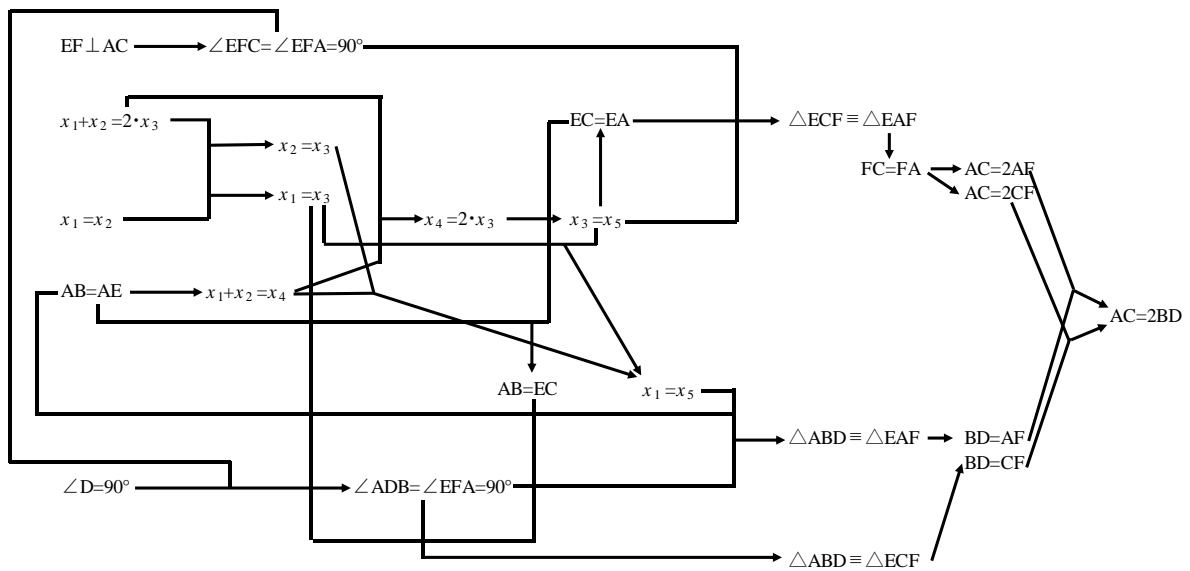 EF⊥AC
∠EFC=∠EFA=90°
x₁+x₂=2•x₃
EC=EA
△ECF≡△EAF
x₂=x₃
FC=FA
AC=2AF
x₁=x₃
AC=2CF
x₁=x₂
x₄=2•x₃
x₃=x₅
AB=AE
x₁+x₂=x₄
AC=2BD
AB=EC
x₁=x₅
△ABD≡△EAF
BD=AF
BD=CF
∠D=90°
∠ADB=∠EFA=90°
△ABD≡△ECF